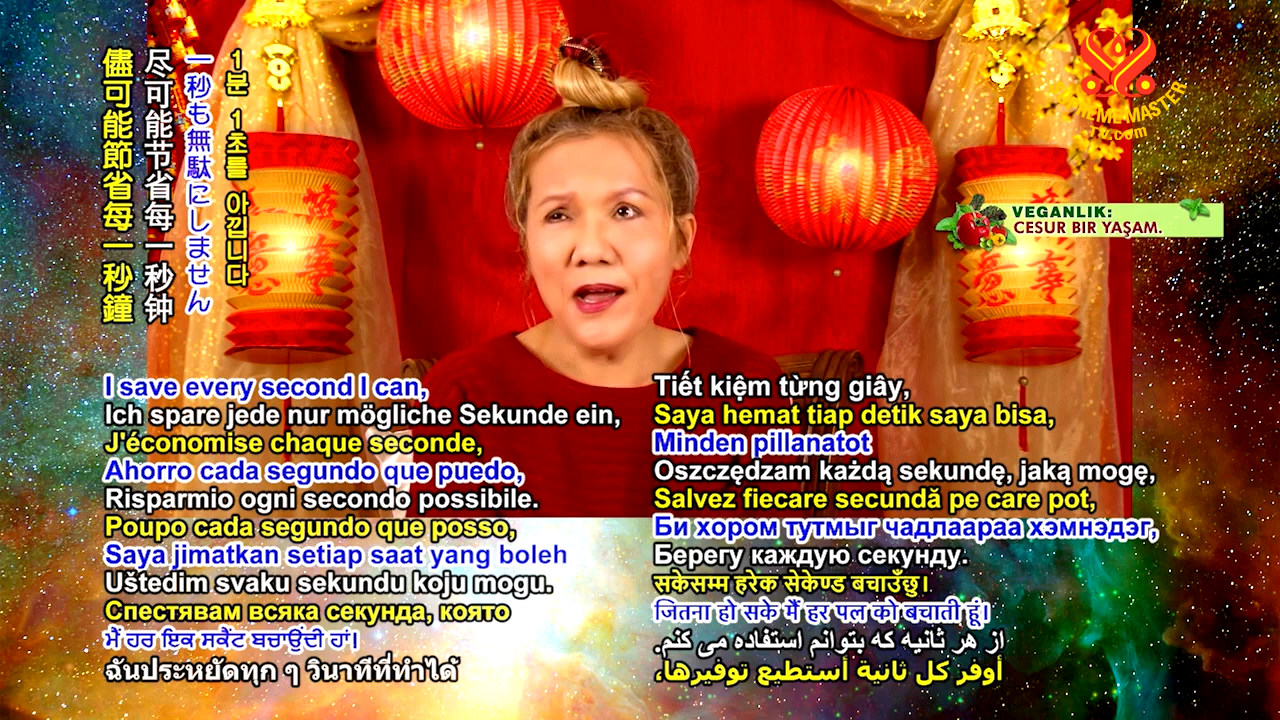 儘可能節省每一秒鐘
尽可能节省每一秒钟
一秒も無駄にしません
1분 1초를 아낍니다
SUPREME MASTER
TV.com
VEGANLIK:
CESUR BIR YAŞAM.
I save every second I can,
Ich spare jede nur mögliche Sekunde ein,
J'économise chaque seconde,
Ahorro cada segundo que puedo,
Risparmio ogni secondo possibile.
Poupo cada segundo que posso,
Saya jimatkan setiap saat yang boleh
Uštedim svaku sekundu koju mogu.
Спестявам всяка секунда, която
ਮੈਂ ਹਰ ਇਕ ਸਕੈਂਟ ਬਚਾਉਂਦੀ ਹਾਂ।
ฉันประหยัดทุก ๆ วินาทีที่ทำได้
Tiết kiệm từng giây,
Saya hemat tiap detik saya bisa,
Minden pillanatot
Oszczędzam każdą sekundę, jaką mogę,
Salvez fiecare secundă pe care pot,
Би хором тутмыг чадлаараа хэмнэдэг,
Берегу каждую секунду.
सकेसम्म हरेक सेकेण्ड बचाउँछु।
जितना हो सके मैं हर पल को बचाती हूं।
از هر ثانیه که بتوانم استفاده می کنم.
أوفر كل ثانية أستطيع توفيرها،